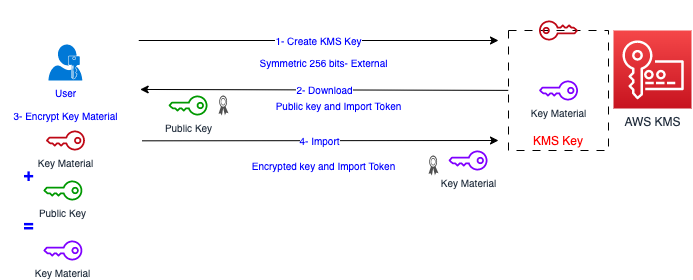 1- Create KMS Key
Symmetric 256 bits- External
User
2- Download
Public key and Import Token
Key Material
3- Encrypt Key Material
Public Key
AWS KMS
4- Import
KMS Key
Key Material
Encrypted key and Import Token
Key Material
+
Public Key
=
Key Material